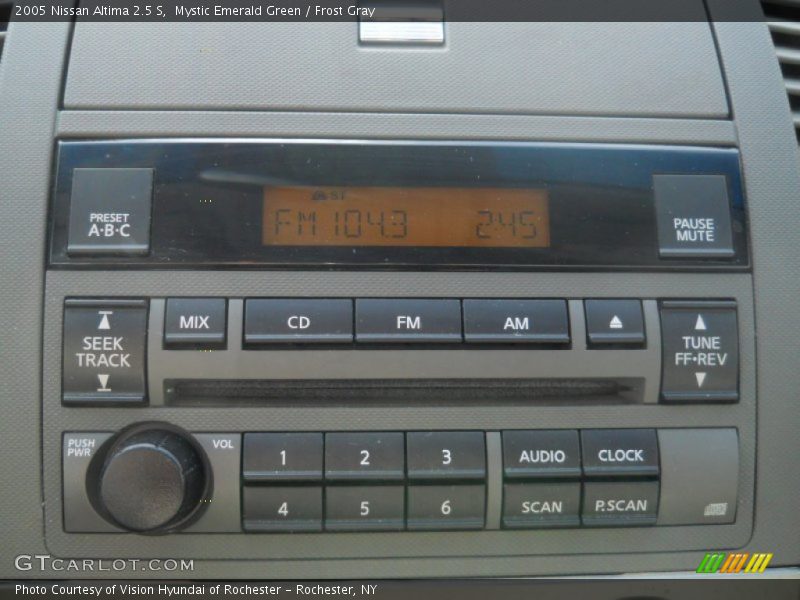 2005 Nissan Altima 2.5 S, Mystic Emerald Green / Frost Gray
PRESET
A·B·C
ST
FM 104.3 2:45
PAUSE
MUTE
SEEK
TRACK
MIX
CD
FM
AM
TUNE
FF·REV
PUSH
PWR
VOL
1
2
3
4
5
6
AUDIO
CLOCK
SCAN
P.SCAN
GTCARLOT.COM
Photo Courtesy of Vision Hyundai of Rochester - Rochester, NY